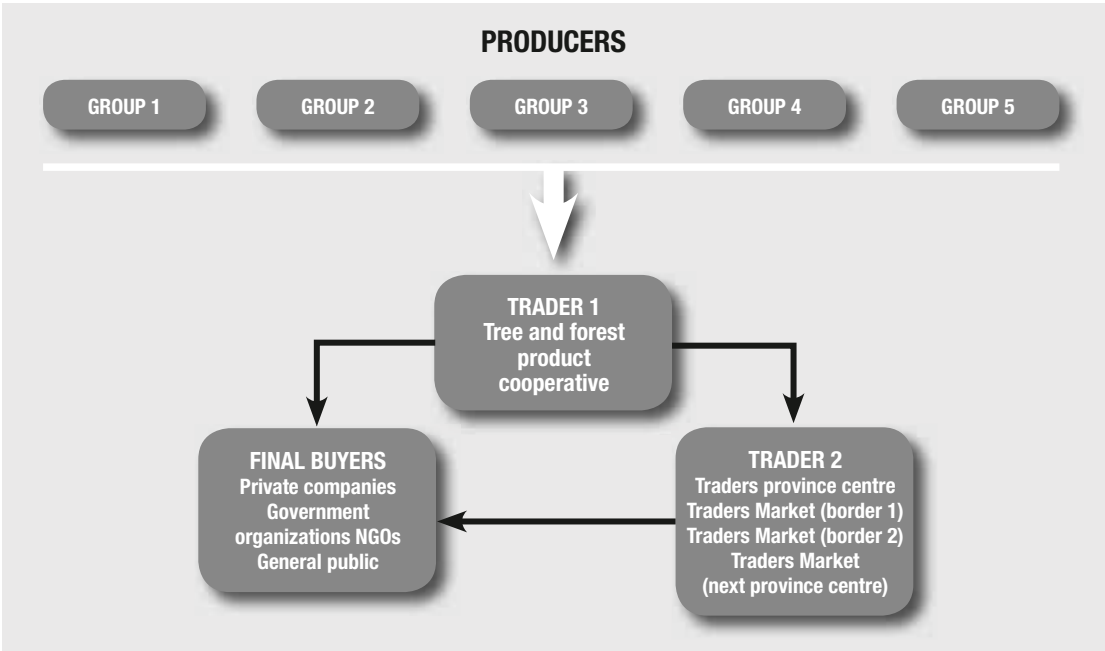 PRODUCERS
GROUP 1
GROUP 2
GROUP 3
GROUP 4
GROUP 5
TRADER 1
Tree and forest
product
cooperative
FINAL BUYERS
Private companies
Government
organizations NGOs
General public
TRADER 2
Traders province centre
Traders Market (border 1)
Traders Market (border 2)
Traders Market
(next province centre)